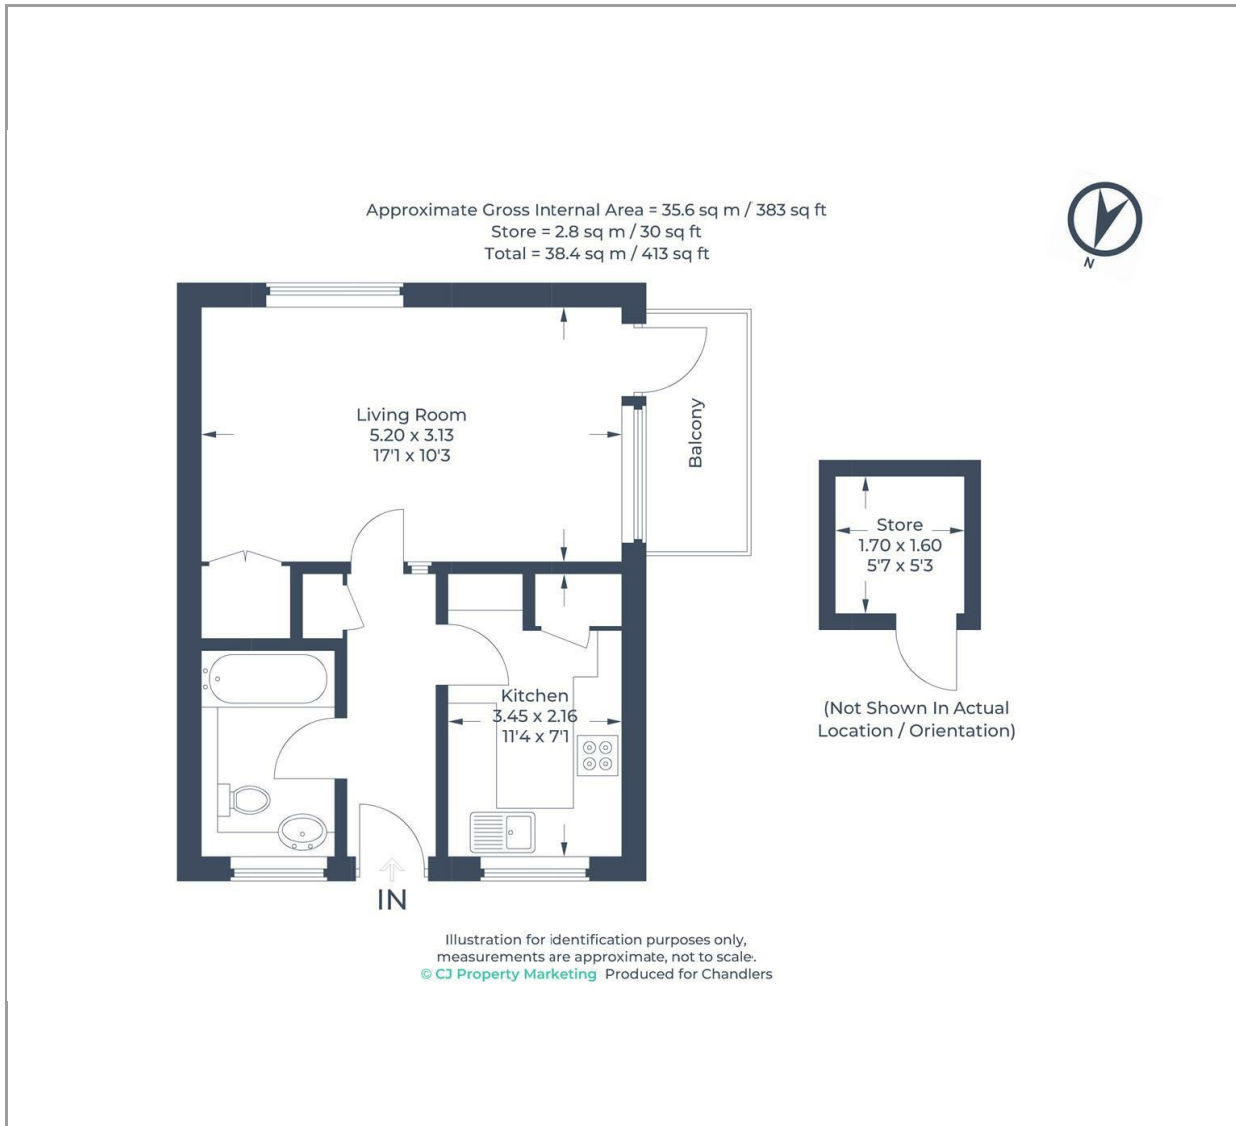 Approximate Gross Internal Area = 35.6 sq m / 383 sq ft
Store = 2.8 sq m / 30 sq ft
Total = 38.4 sq m / 413 sq ft
N
Living Room
5.20 x 3.13
17'1 x 10'3
Balcony
Store
1.70 x 1.60
5'7 x 5'3
(Not Shown In Actual
Location / Orientation)
Kitchen
3.45 x 2.16
11'4 x 7'1
IN
Illustration for identification purposes only,
measurements are approximate, not to scale.
© CJ Property Marketing Produced for Chandlers